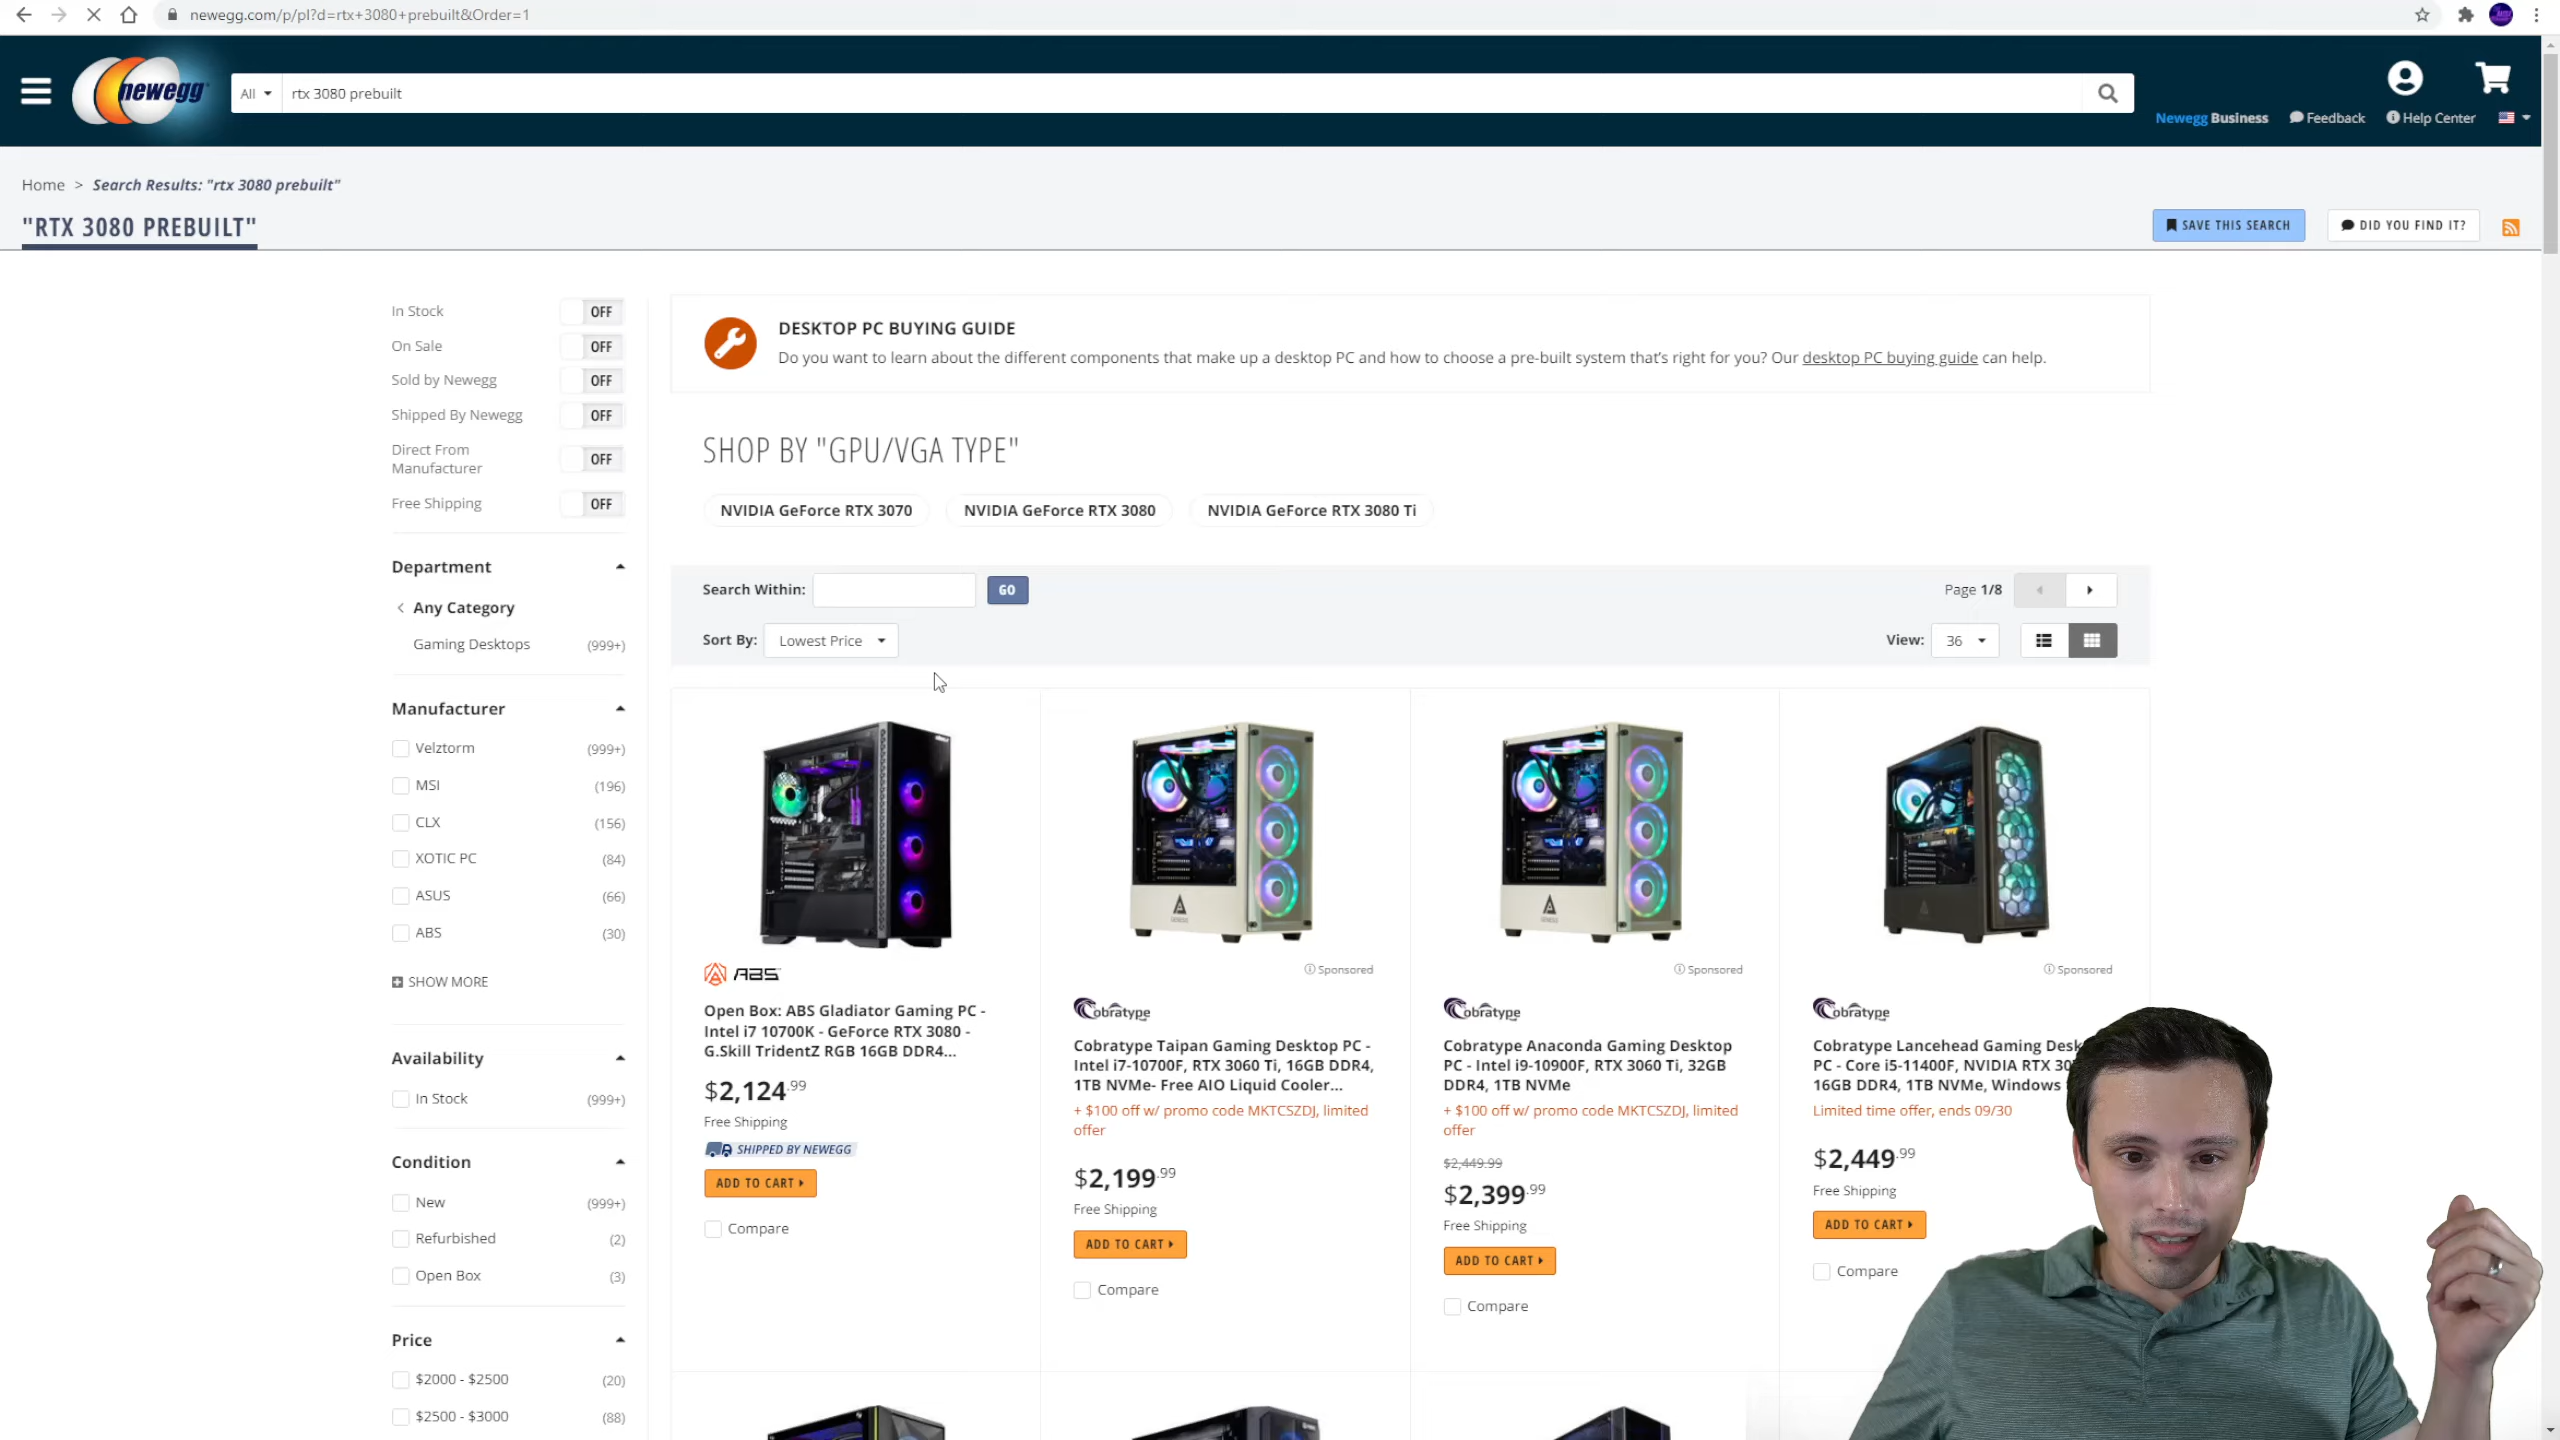 newegg.com/p/pl?d=rtx+3080+prebuilt&Order=1
newegg
All
rtx 3080 prebuilt
Newegg Business
Feedback
Help Center
Home > Search Results: "rtx 3080 prebuilt"
"RTX 3080 PREBUILT"
SAVE THIS SEARCH
DID YOU FIND IT?
In Stock OFF
On Sale OFF
Sold by Newegg OFF
Shipped By Newegg OFF
Direct From
Manufacturer OFF
Free Shipping OFF
Department
Any Category
Gaming Desktops (999+)
Manufacturer
Velztorm (999+)
MSI (196)
CLX (156)
XOTIC PC (84)
ASUS (66)
ABS (30)
SHOW MORE
Availability
In Stock (999+)
Condition
New (999+)
Refurbished (2)
Open Box (3)
Price
$2000 - $2500 (20)
$2500 - $3000 (88)
DESKTOP PC BUYING GUIDE
Do you want to learn about the different components that make up a desktop PC and how to choose a pre-built system that's right for you? Our desktop PC buying guide can help.
SHOP BY "GPU/VGA TYPE"
NVIDIA GeForce RTX 3070
NVIDIA GeForce RTX 3080
NVIDIA GeForce RTX 3080 Ti
Search Within: GO
Page 1/8
Sort By: Lowest Price
View: 36
ABS
Open Box: ABS Gladiator Gaming PC -
Intel i7 10700K - GeForce RTX 3080 -
G.Skill TridentZ RGB 16GB DDR4...
$2,124.99
Free Shipping
SHIPPED BY NEWEGG
ADD TO CART
Compare
Sponsored
Cobratype
Cobratype Taipan Gaming Desktop PC -
Intel i7-10700F, RTX 3060 Ti, 16GB DDR4,
1TB NVMe- Free AIO Liquid Cooler...
+ $100 off w/ promo code MKTCSZDJ, limited
offer
$2,199.99
Free Shipping
ADD TO CART
Compare
Sponsored
Cobratype
Cobratype Anaconda Gaming Desktop
PC - Intel i9-10900F, RTX 3060 Ti, 32GB
DDR4, 1TB NVMe
+ $100 off w/ promo code MKTCSZDJ, limited
offer
$2,449.99
$2,399.99
Free Shipping
ADD TO CART
Compare
Sponsored
Cobratype
Cobratype Lancehead Gaming
PC - Core i5-11400F, NVIDIA RTX
16GB DDR4, 1TB NVMe, Windows
Limited time offer, ends 09/30
$2,449.99
Free Shipping
ADD TO CART
Compare